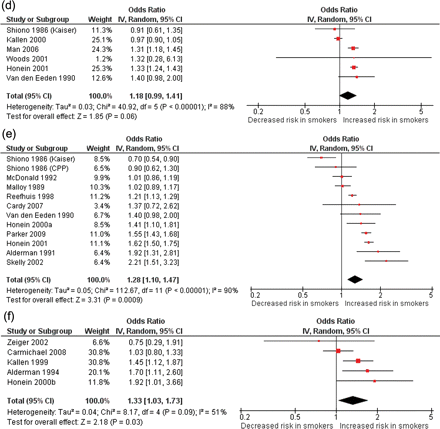 (d)
Odds Ratio Odds Ratio
Study or Subgroup Weight IV, Random, 95% CI IV, Random, 95% CI
Shiono 1986 (Kaiser) 11.3% 0.91 [0.61, 1.35]
Kallen 2000 25.1% 0.97 [0.90, 1.05]
Man 2006 24.3% 1.31 [1.18, 1.45]
Woods 2001 1.4% 1.32 [0.28, 6.13]
Honein 2001 25.3% 1.33 [1.24, 1.43]
Van den Eeden 1990 12.6% 1.40 [0.98, 2.00]
Total (95% CI) 100.0% 1.18 [0.99, 1.41]
Heterogeneity: Tau² = 0.03; Chi² = 40.92, df = 5 (P < 0.00001); I² = 88%
Test for overall effect: Z = 1.85 (P = 0.06)
0.2 0.5 1 2 5
Decreased risk in smokers Increased risk in smokers
(e)
Odds Ratio Odds Ratio
Study or Subgroup Weight IV, Random, 95% CI IV, Random, 95% CI
Shiono 1986 (Kaiser) 8.5% 0.70 [0.54, 0.90]
Shiono 1986 (CPP) 6.5% 0.90 [0.62, 1.30]
McDonald 1992 9.9% 1.01 [0.86, 1.19]
Malloy 1989 10.3% 1.02 [0.89, 1.17]
Reefhuis 1998 11.2% 1.21 [1.13, 1.29]
Cardy 2007 3.4% 1.37 [0.72, 2.62]
Van den Eeden 1990 6.7% 1.40 [0.98, 2.00]
Honein 2000a 8.5% 1.41 [1.10, 1.81]
Parker 2009 11.0% 1.55 [1.43, 1.68]
Honein 2001 11.1% 1.62 [1.50, 1.75]
Alderman 1991 6.4% 1.92 [1.31, 2.81]
Skelly 2002 6.4% 2.21 [1.51, 3.23]
Total (95% CI) 100.0% 1.28 [1.10, 1.47]
Heterogeneity: Tau² = 0.05; Chi² = 112.67, df = 11 (P < 0.00001); I² = 90%
Test for overall effect: Z = 3.31 (P = 0.0009)
0.2 0.5 1 2 5
Decreased risk in smokers Increased risk in smokers
(f)
Odds Ratio Odds Ratio
Study or Subgroup Weight IV, Random, 95% CI IV, Random, 95% CI
Zeiger 2002 6.6% 0.75 [0.29, 1.91]
Carmichael 2008 30.8% 1.03 [0.80, 1.33]
Kallen 1999 30.8% 1.45 [1.12, 1.87]
Alderman 1994 20.1% 1.70 [1.11, 2.60]
Honein 2000b 11.8% 1.92 [1.01, 3.66]
Total (95% CI) 100.0% 1.33 [1.03, 1.73]
Heterogeneity: Tau² = 0.04; Chi² = 8.17, df = 4 (P = 0.09); I² = 51%
Test for overall effect: Z = 2.18 (P = 0.03)
0.2 0.5 1 2 5
Decreased risk in smokers Increased risk in smokers